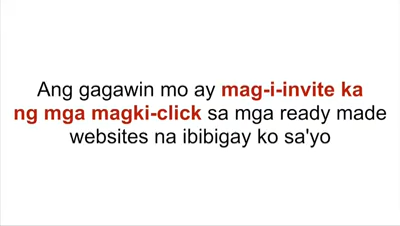 Ang gagawin mo ay mag-i-invite ka
ng mga magki-click sa mga ready made
websites na ibibigay ko sa'yo